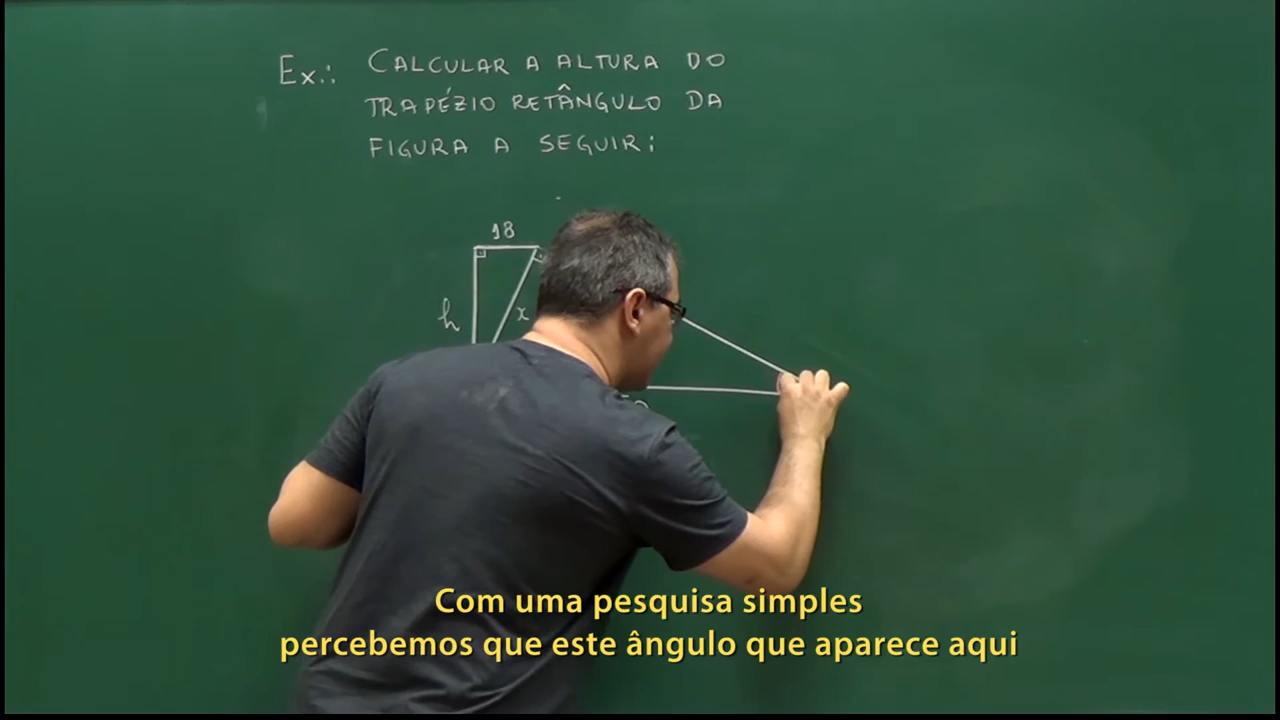 Ex.: CALCULAR A ALTURA DO
TRAPÉZIO RETÂNGULO DA
FIGURA A SEGUIR:
18
h
x
Com uma pesquisa simples
percebemos que este ângulo que aparece aqui